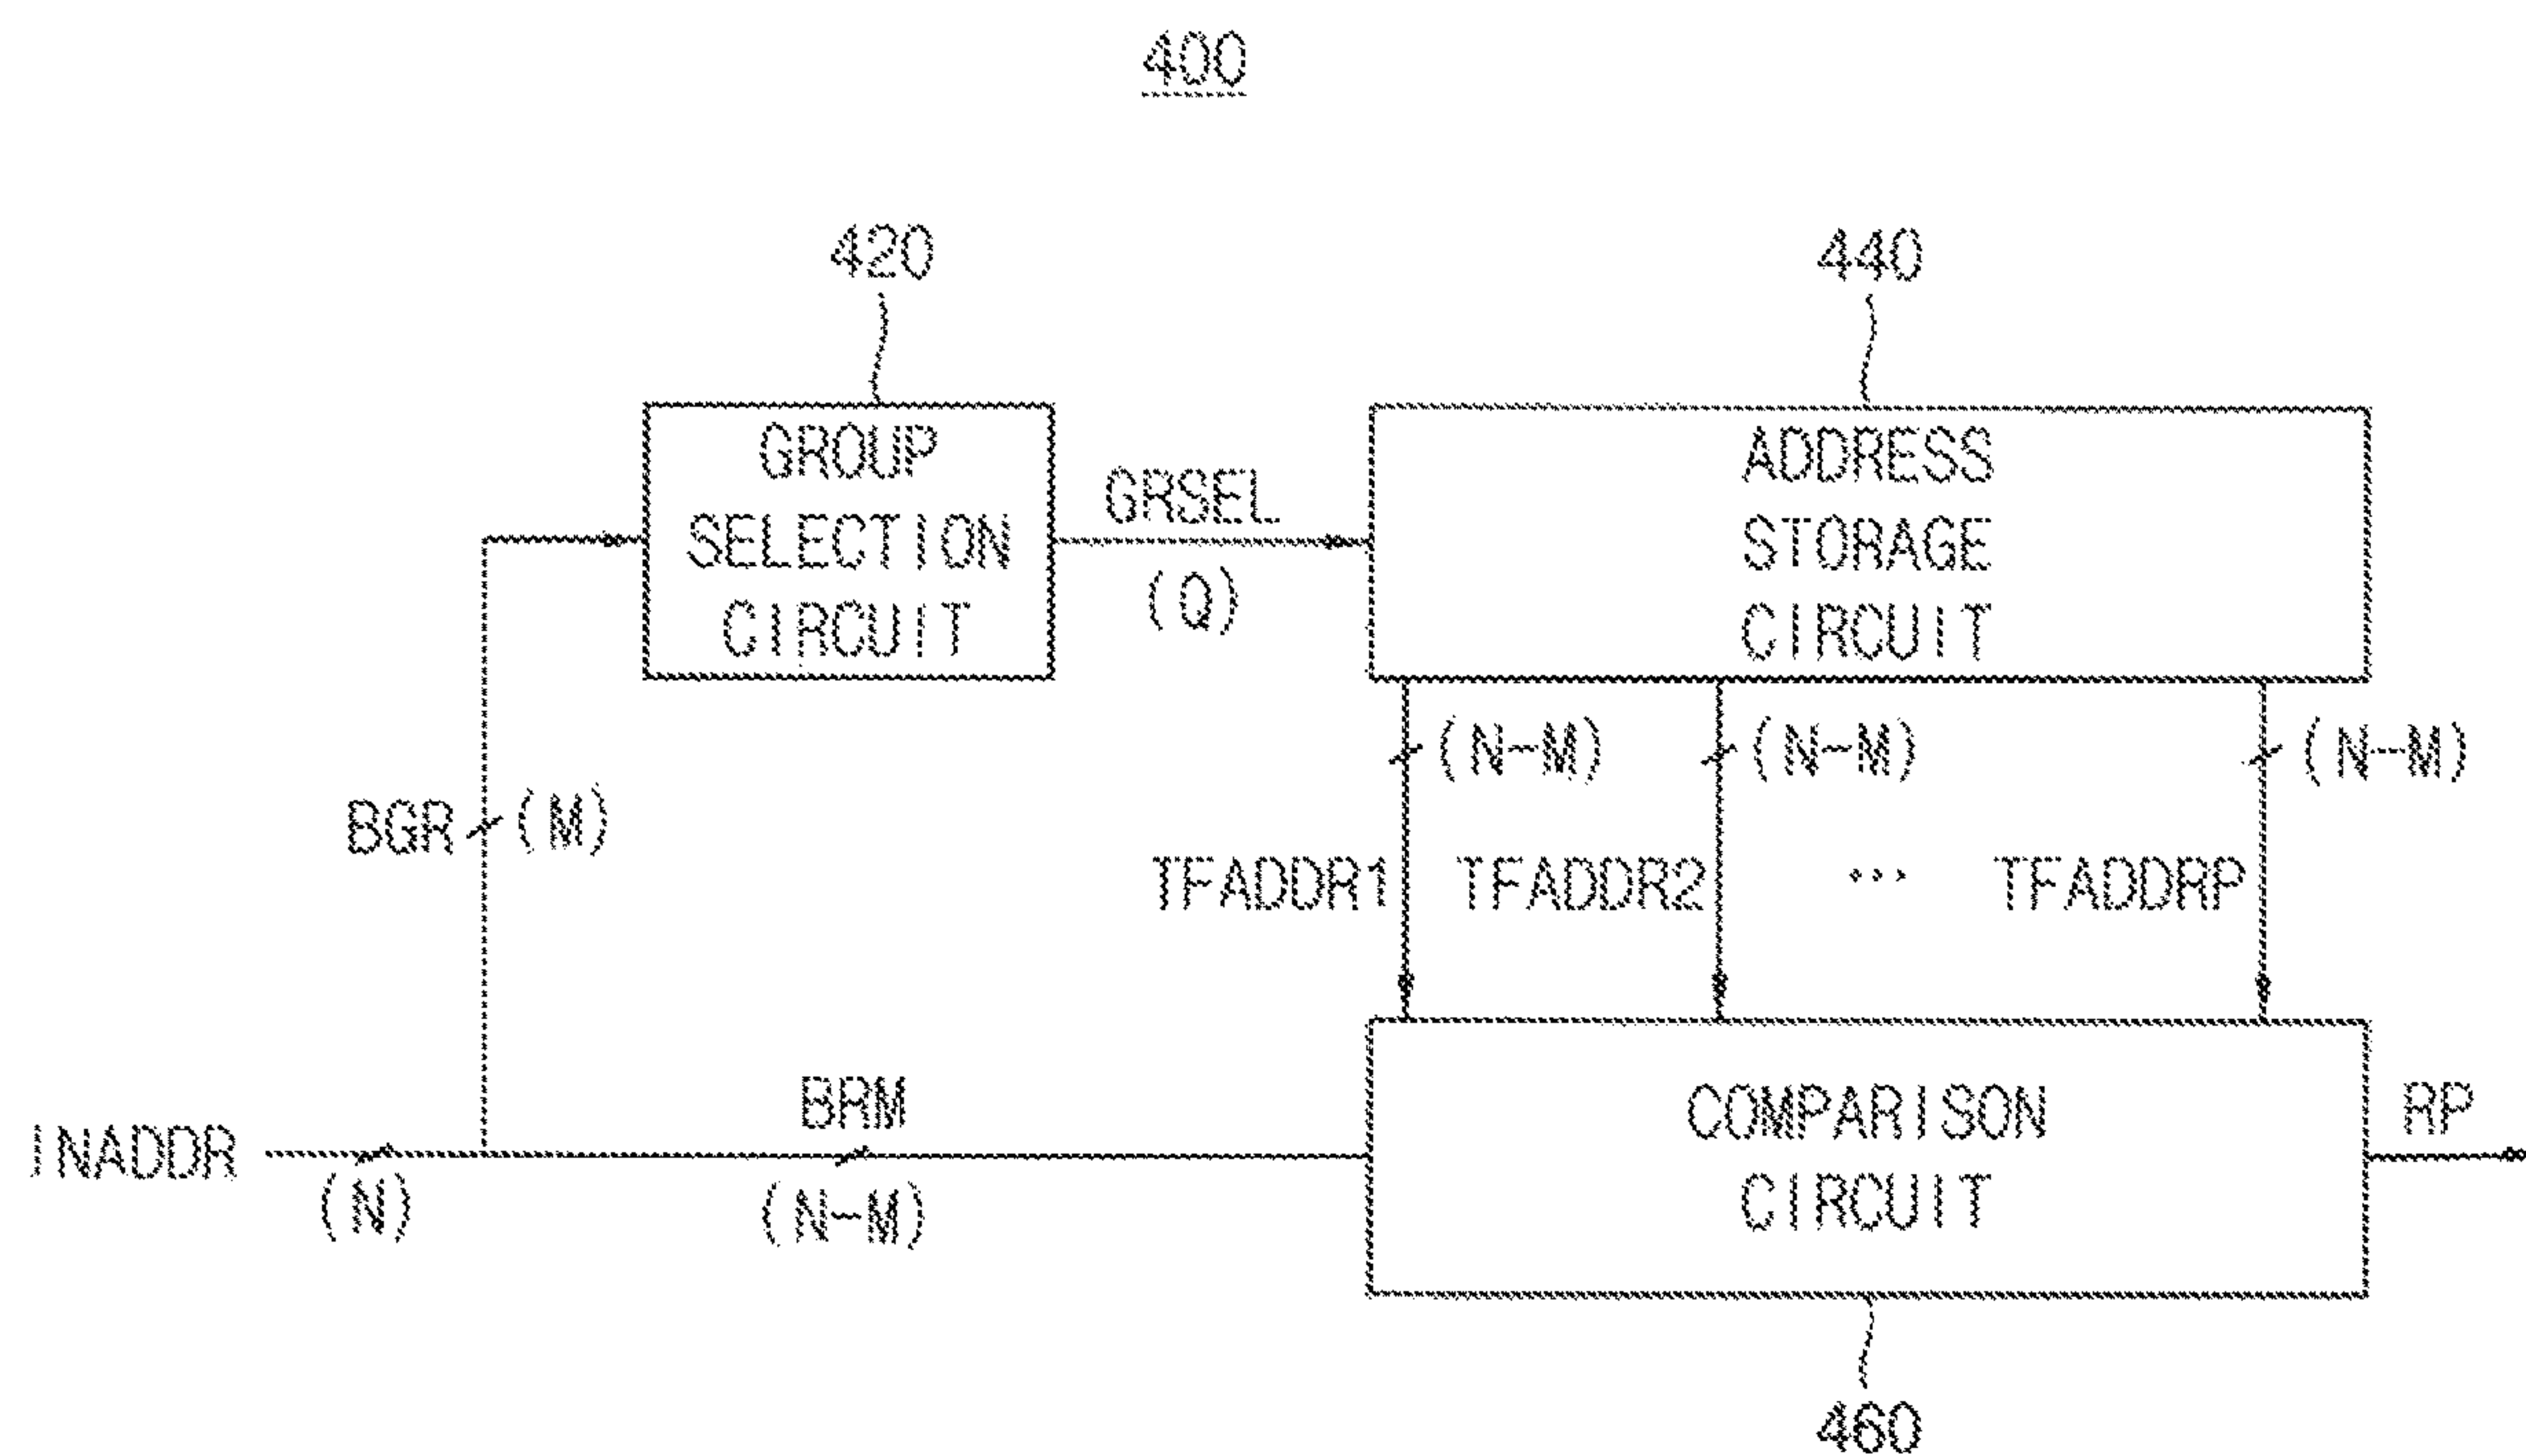 400
420
440
GROUP
SELECTION
CIRCUIT
GRSEL
(Q)
ADDRESS
STORAGE
CIRCUIT
(N-M)
(N-M)
(N-M)
BGR
(M)
TFADDR1
TFADDR2
...
TFADDRP
INADDR
(N)
BRM
(N-M)
COMPARISON
CIRCUIT
RP
460